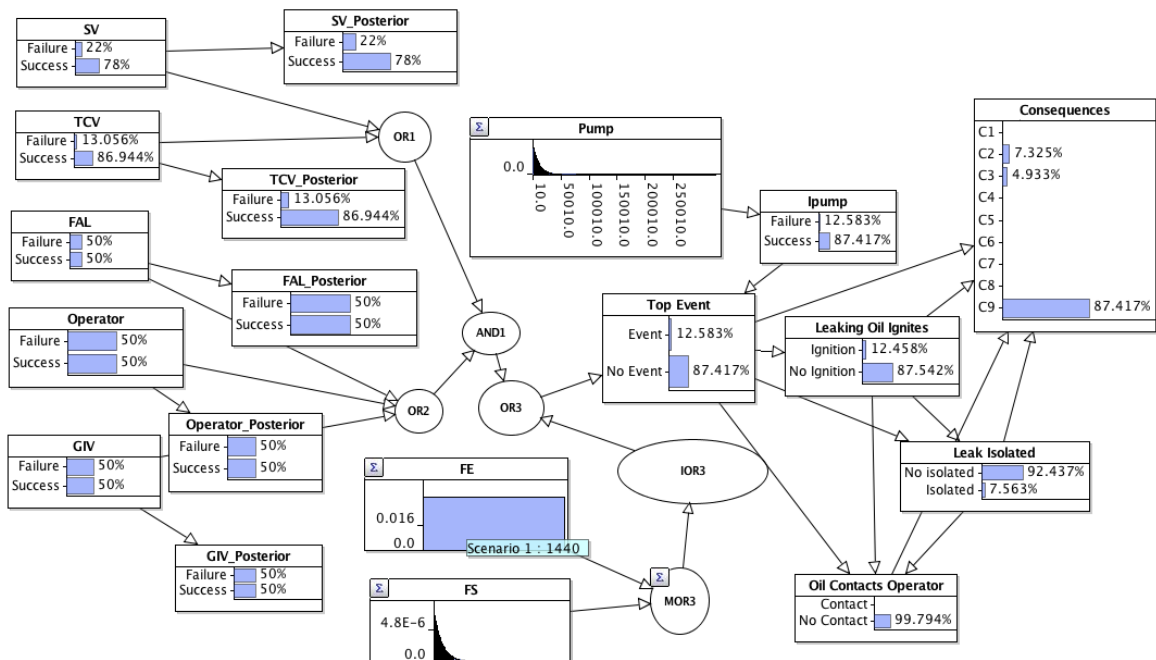 SV
Failure 22%
Success 78%
SV_Posterior
Failure 22%
Success 78%
TCV
Failure 13.056%
Success 86.944%
OR1
TCV_Posterior
Failure 13.056%
Success 86.944%
Σ
Pump
0.0
10.0
50010.0
100010.0
150010.0
200010.0
250010.0
Consequences
C1
C2 7.325%
C3 4.933%
C4
C5
C6
C7
C8
C9 87.417%
Ipump
Failure 12.583%
Success 87.417%
FAL
Failure 50%
Success 50%
FAL_Posterior
Failure 50%
Success 50%
Operator
Failure 50%
Success 50%
AND1
Top Event
Event 12.583%
No Event 87.417%
Leaking Oil Ignites
Ignition 12.458%
No Ignition 87.542%
OR2
OR3
Operator_Posterior
Failure 50%
Success 50%
GIV
Failure 50%
Success 50%
Σ
FE
0.016
0.0
Scenario 1 : 1440
IOR3
Leak Isolated
No isolated 92.437%
Isolated 7.563%
GIV_Posterior
Failure 50%
Success 50%
Σ
FS
4.8E-6
0.0
Σ
MOR3
Oil Contacts Operator
Contact
No Contact 99.794%